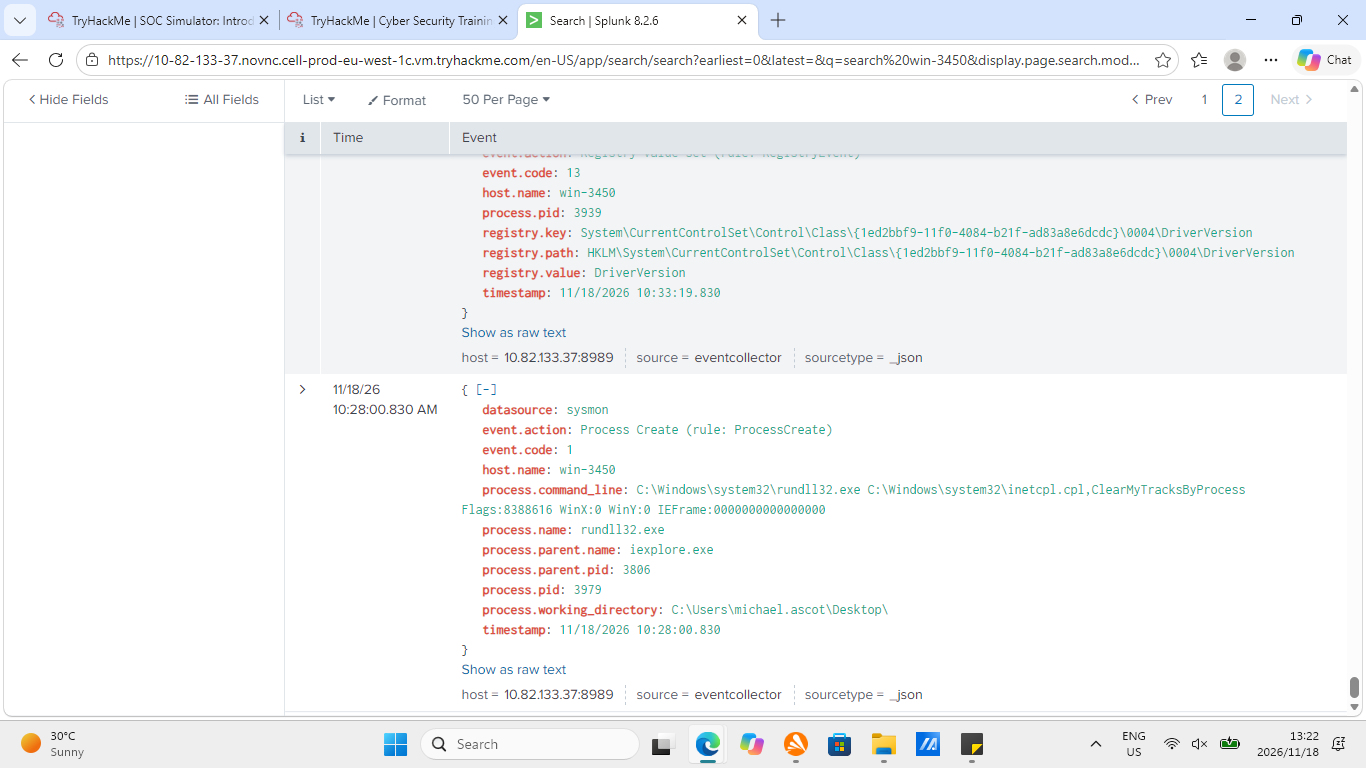 TryHackMe | SOC Simulator: Introd
TryHackMe | Cyber Security Trainin
Search | Splunk 8.2.6
https://10-82-133-37.novnc.cell-prod-eu-west-1c.vm.tryhackme.com/en-US/app/search/search?earliest=0&latest=&q=search%20win-3450&display.page.search.mod...
Chat
Hide Fields
All Fields
List
Format
50 Per Page
Prev
1
2
Next
i
Time
Event
event.action: Registry value set (rule: RegistryEvent)
event.code: 13
host.name: win-3450
process.pid: 3939
registry.key: System\CurrentControlSet\Control\Class\{1ed2bbf9-11f0-4084-b21f-ad83a8e6dcdc}\0004\DriverVersion
registry.path: HKLM\System\CurrentControlSet\Control\Class\{1ed2bbf9-11f0-4084-b21f-ad83a8e6dcdc}\0004\DriverVersion
registry.value: DriverVersion
timestamp: 11/18/2026 10:33:19.830
}
Show as raw text
host = 10.82.133.37:8989 source = eventcollector sourcetype = _json
11/18/26
10:28:00.830 AM
{ [-]
datasource: sysmon
event.action: Process Create (rule: ProcessCreate)
event.code: 1
host.name: win-3450
process.command_line: C:\Windows\system32\rundll32.exe C:\Windows\system32\inetcpl.cpl,ClearMyTracksByProcess
Flags:8388616 WinX:0 WinY:0 IEFrame:0000000000000000
process.name: rundll32.exe
process.parent.name: iexplore.exe
process.parent.pid: 3806
process.pid: 3979
process.working_directory: C:\Users\michael.ascot\Desktop\
timestamp: 11/18/2026 10:28:00.830
}
Show as raw text
host = 10.82.133.37:8989 source = eventcollector sourcetype = _json
30°C
Sunny
Search
ENG
US
13:22
2026/11/18